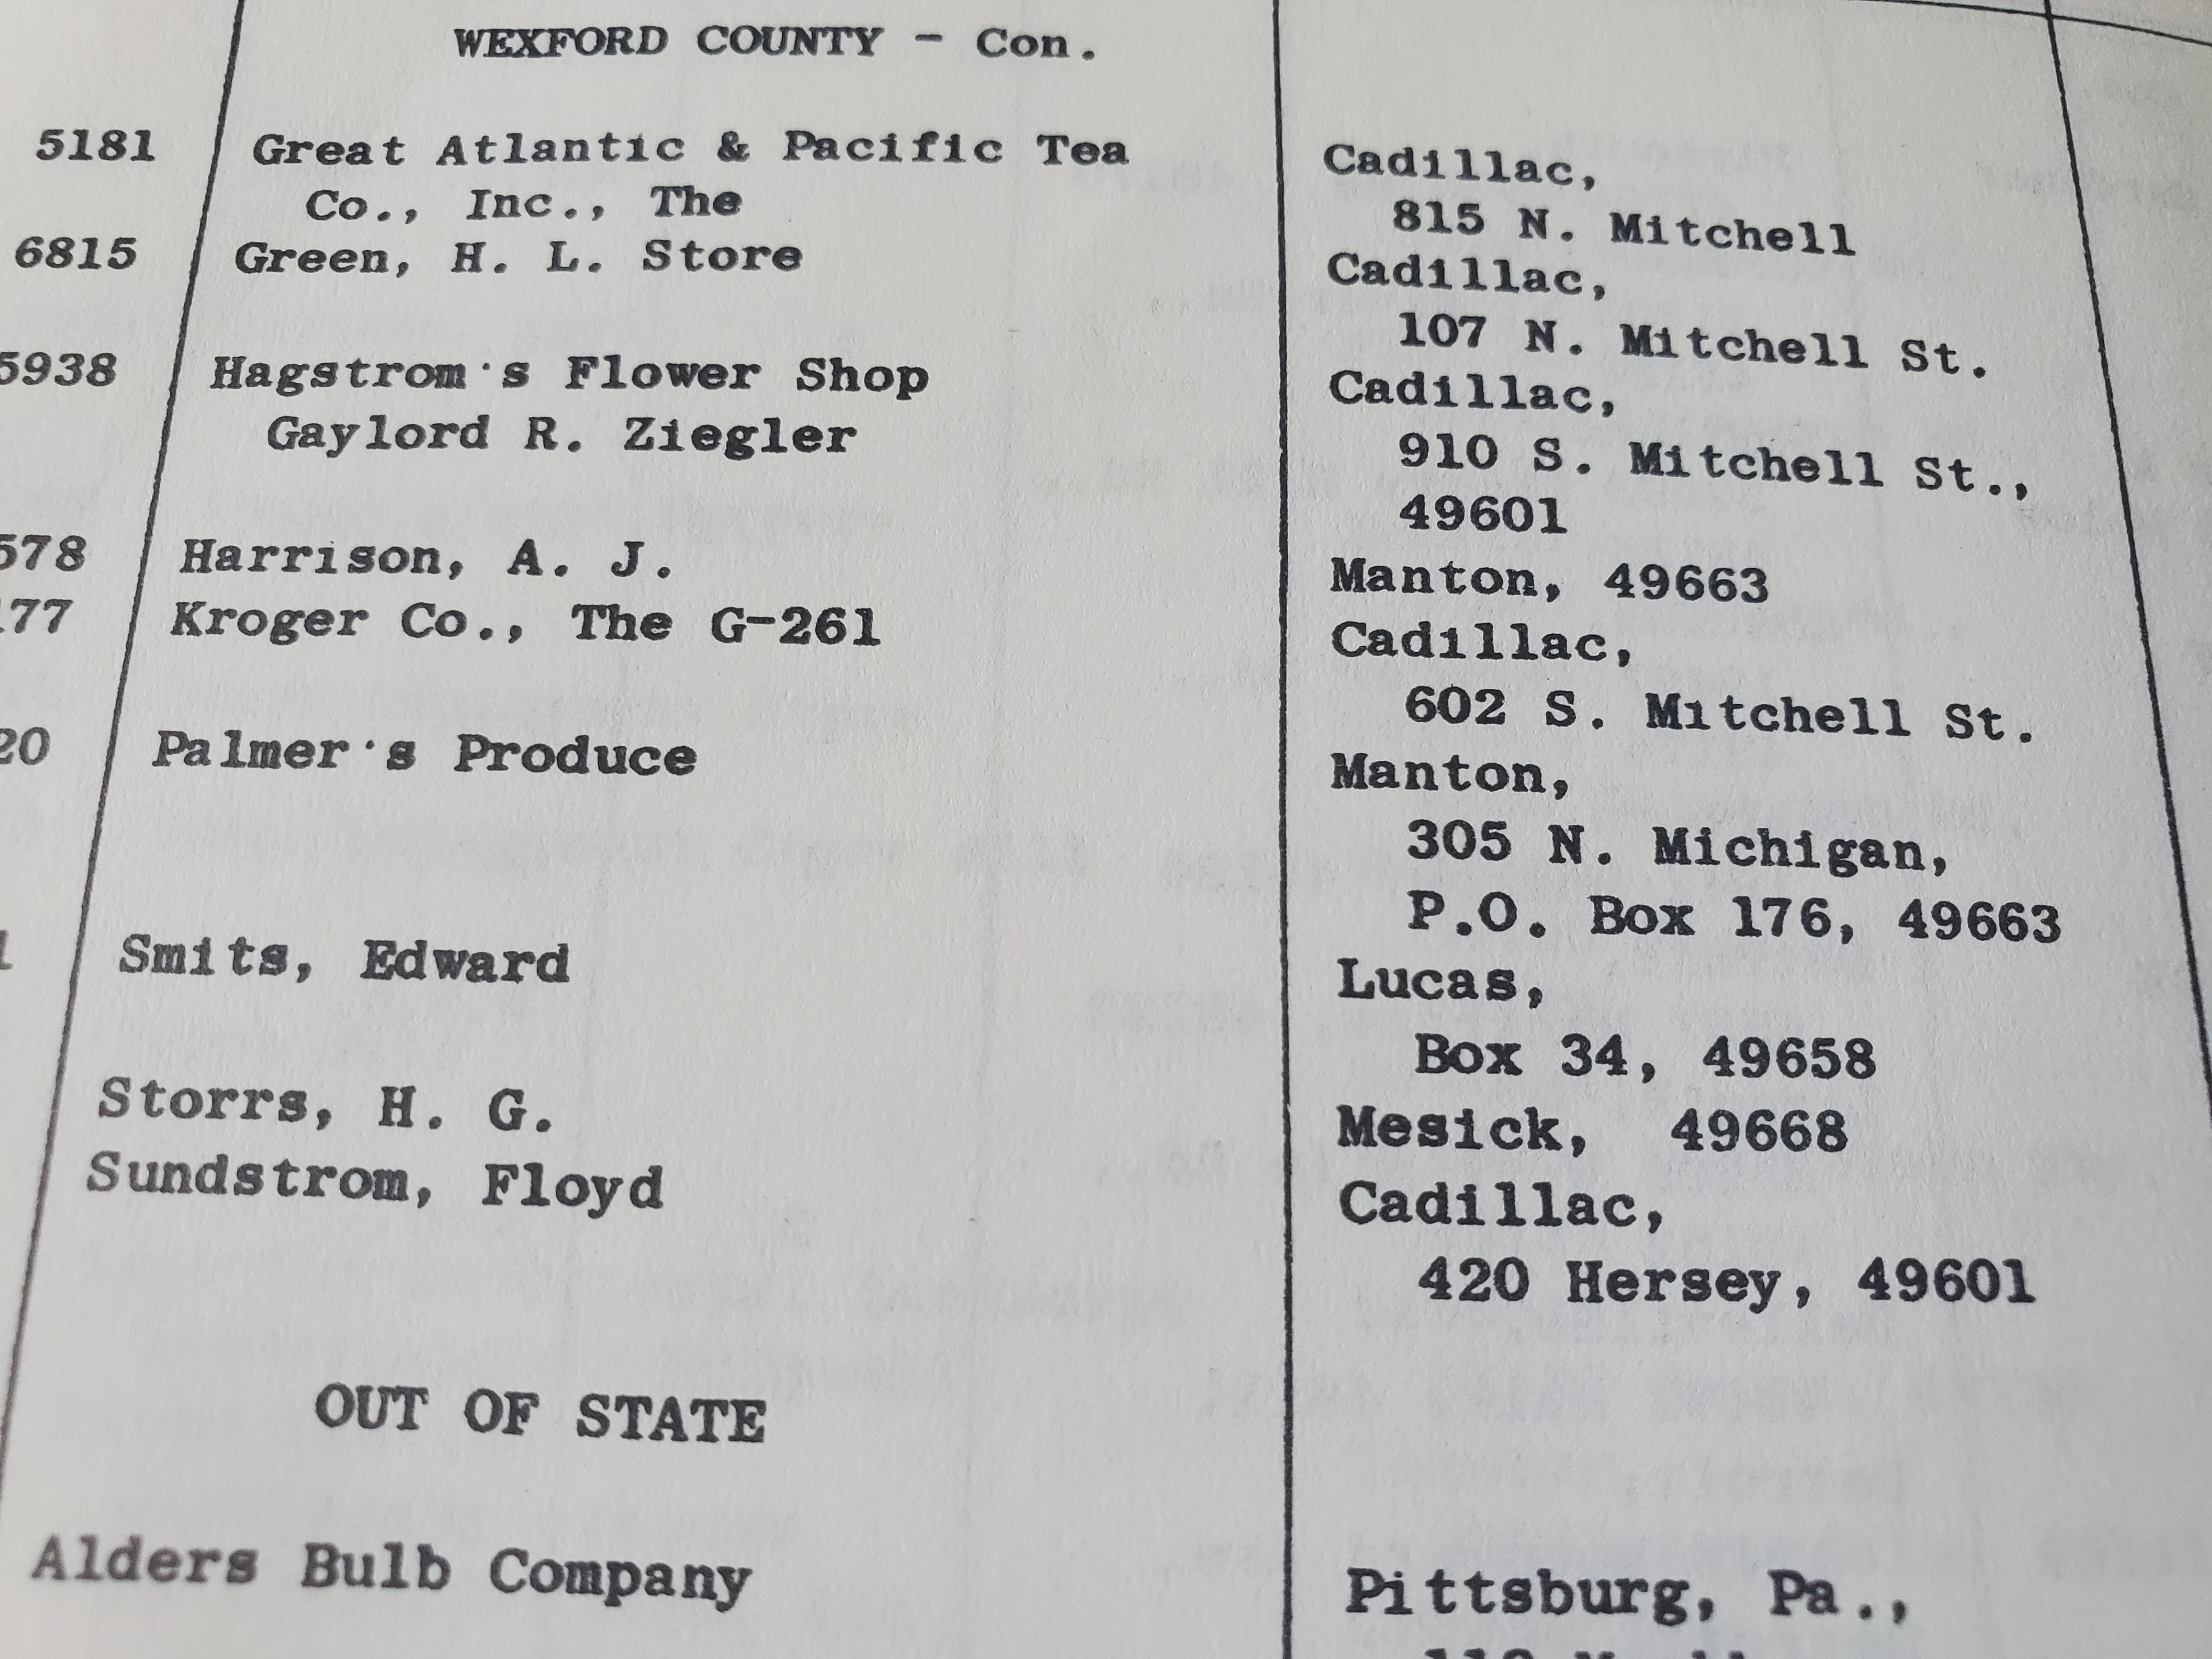 WEXFORD COUNTY - Con.
5181 Great Atlantic & Pacific Tea Cadillac,
Co., Inc., The 815 N. Mitchell
6815 Green, H. L. Store Cadillac,
107 N. Mitchell St.
5938 Hagstrom's Flower Shop Cadillac,
Gaylord R. Ziegler 910 S. Mitchell St.,
49601
578 Harrison, A. J. Manton, 49663
177 Kroger Co., The G-261 Cadillac,
602 S. Mitchell St.
20 Palmer's Produce Manton,
305 N. Michigan,
P.O. Box 176, 49663
1 Smits, Edward Lucas,
Box 34, 49658
Storrs, H. G. Mesick, 49668
Sundstrom, Floyd Cadillac,
420 Hersey, 49601
OUT OF STATE
Alders Bulb Company Pittsburg, Pa.,